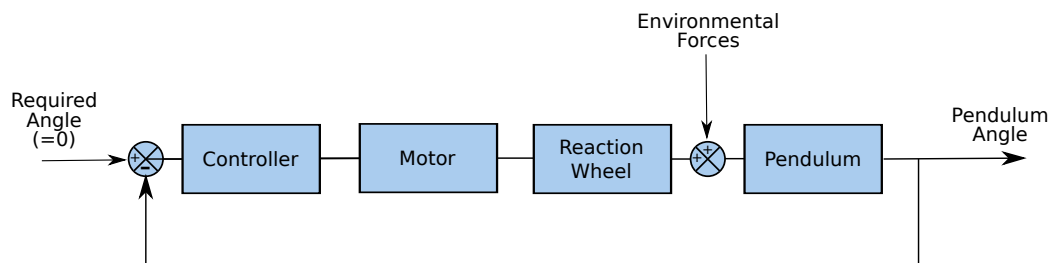 Environmental
Forces
Required
Angle
(=0)
+
-
Controller
Motor
Reaction
Wheel
+
+
Pendulum
Pendulum
Angle